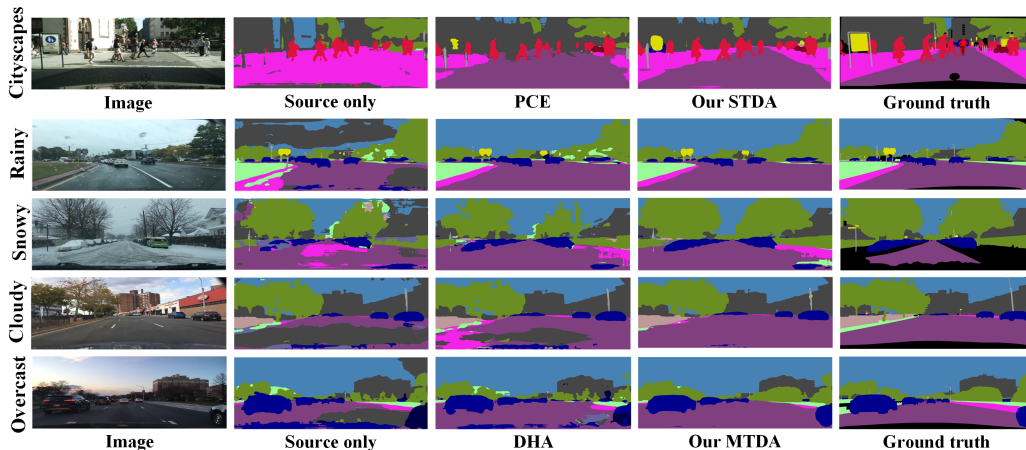 Cityscapes
Image Source only PCE Our STDA Ground truth
Rainy
Snowy
Cloudy
Overcast
Image Source only DHA Our MTDA Ground truth